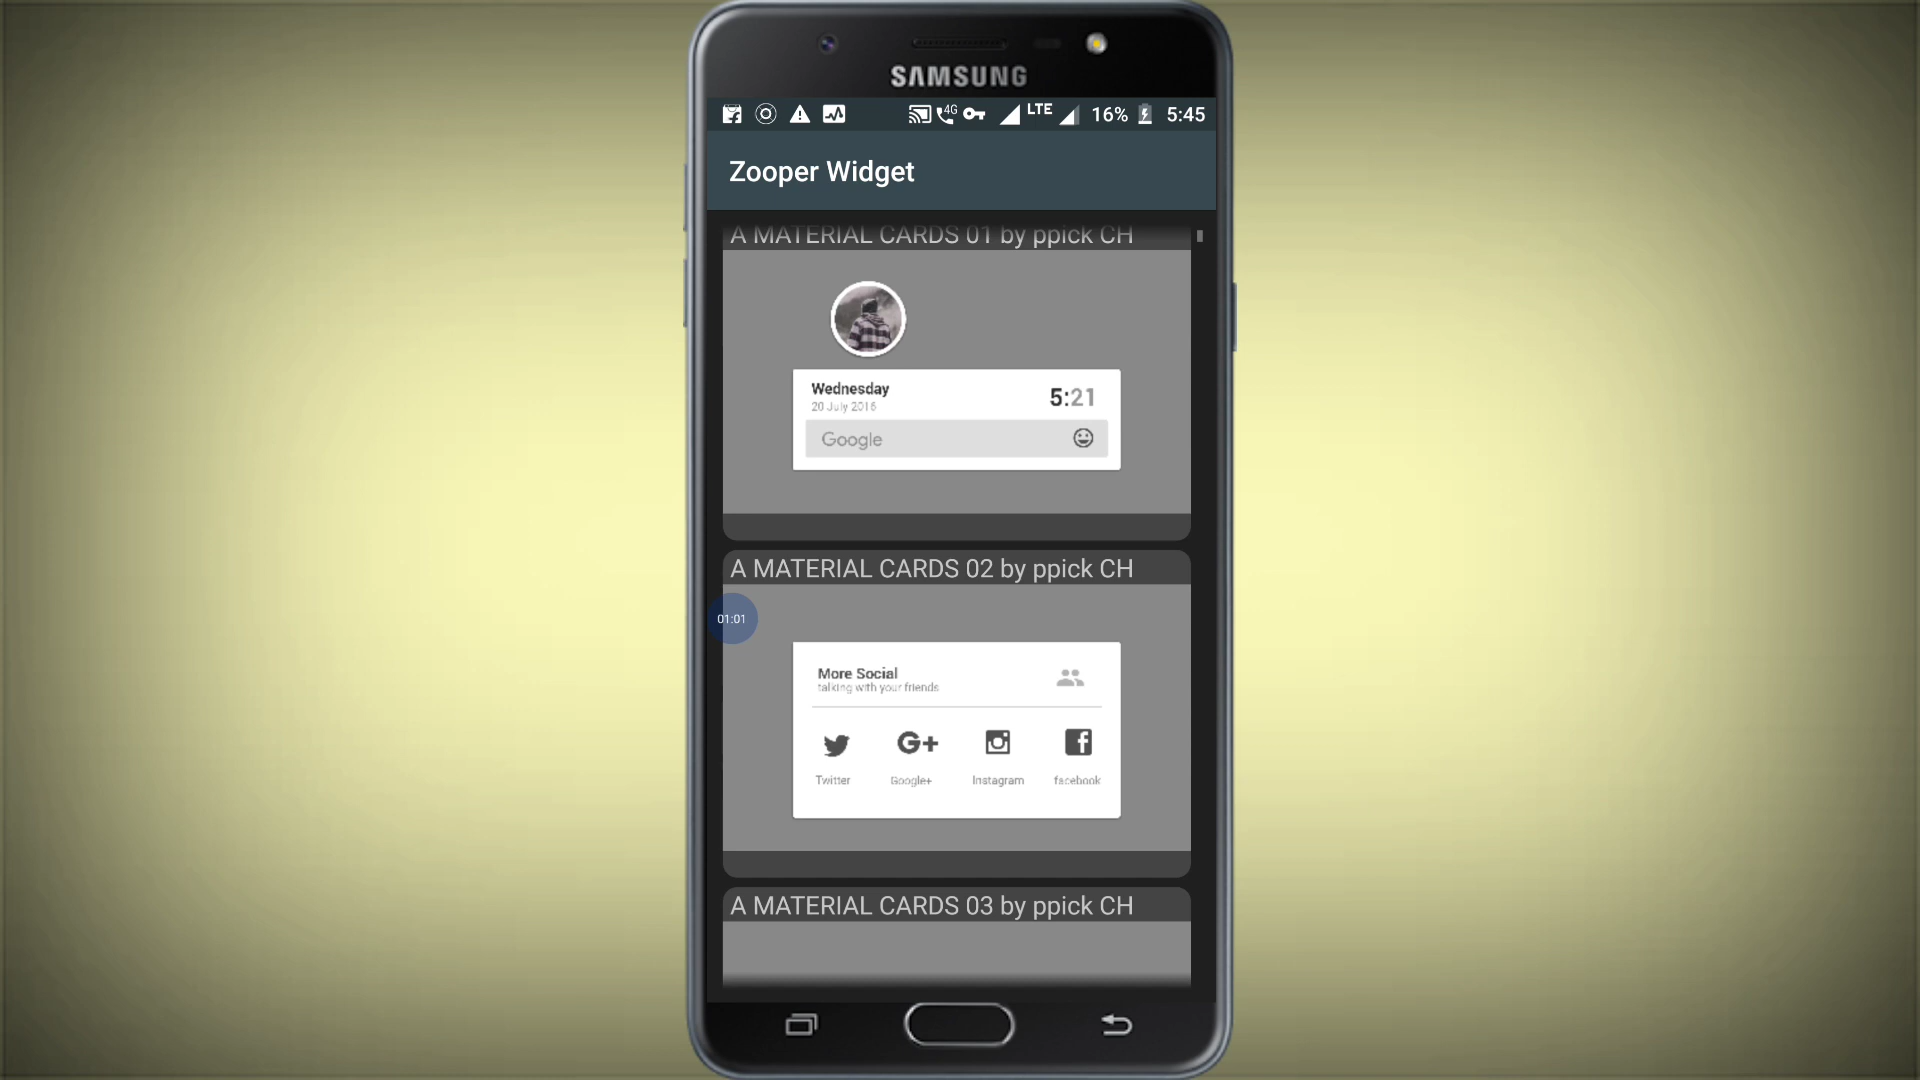 SAMSUNG
4G LTE 16% 5:45
Zooper Widget
A MATERIAL CARDS 01 by ppick CH
Wednesday
20 July 2016
5:21
Google
A MATERIAL CARDS 02 by ppick CH
01:01
More Social
talking with your friends
G+
Twitter Google+ Instagram facebook
A MATERIAL CARDS 03 by ppick CH